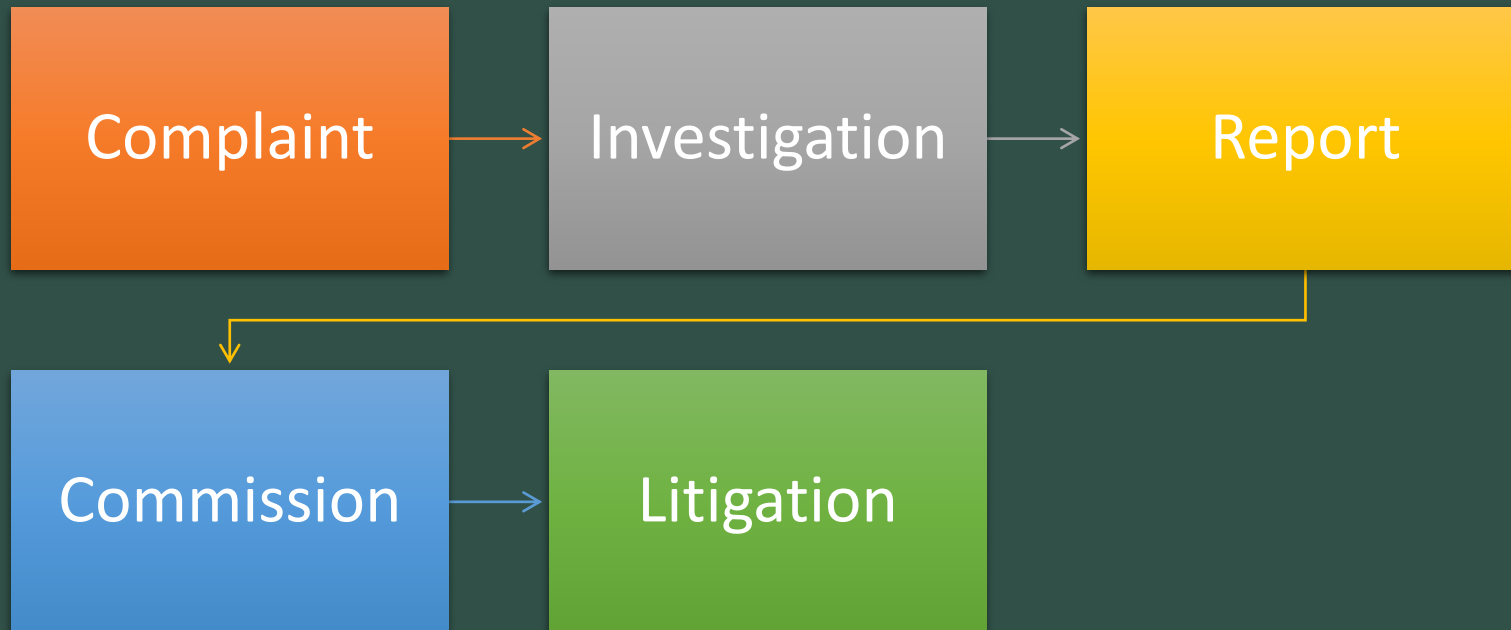 Complaint
Investigation
Report
Commission
Litigation